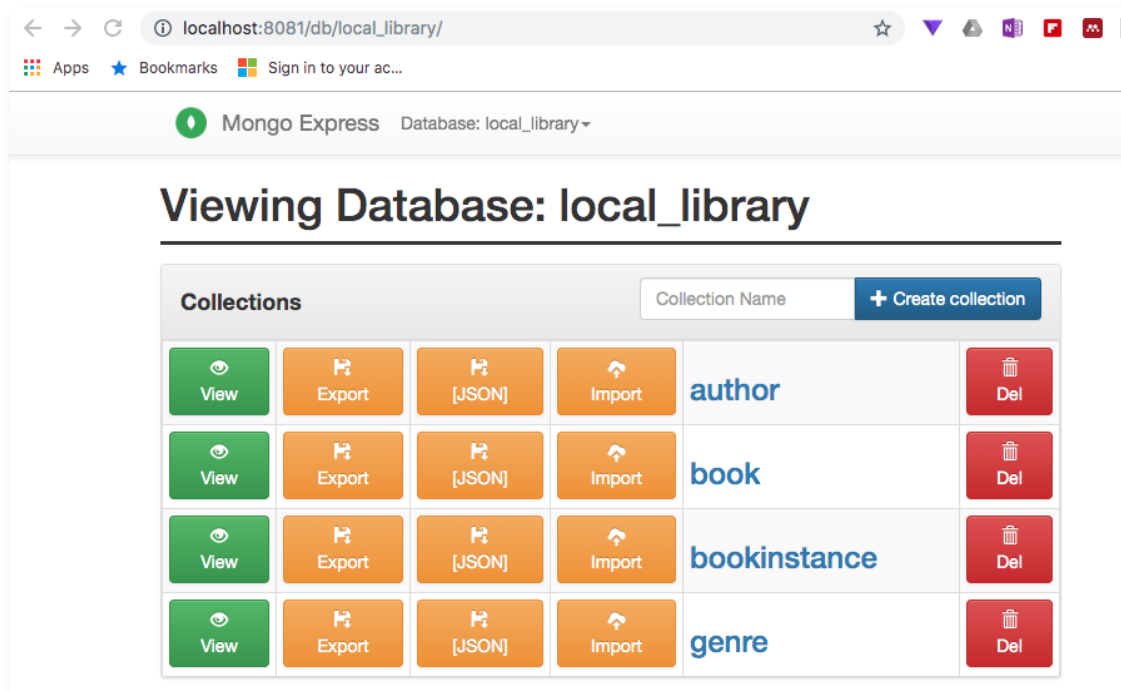 localhost:8081/db/local_library/
Apps Bookmarks Sign in to your ac...
Mongo Express Database: local_library
Viewing Database: local_library
Collections Collection Name + Create collection
View Export [JSON] Import author Del
View Export [JSON] Import book Del
View Export [JSON] Import bookinstance Del
View Export [JSON] Import genre Del